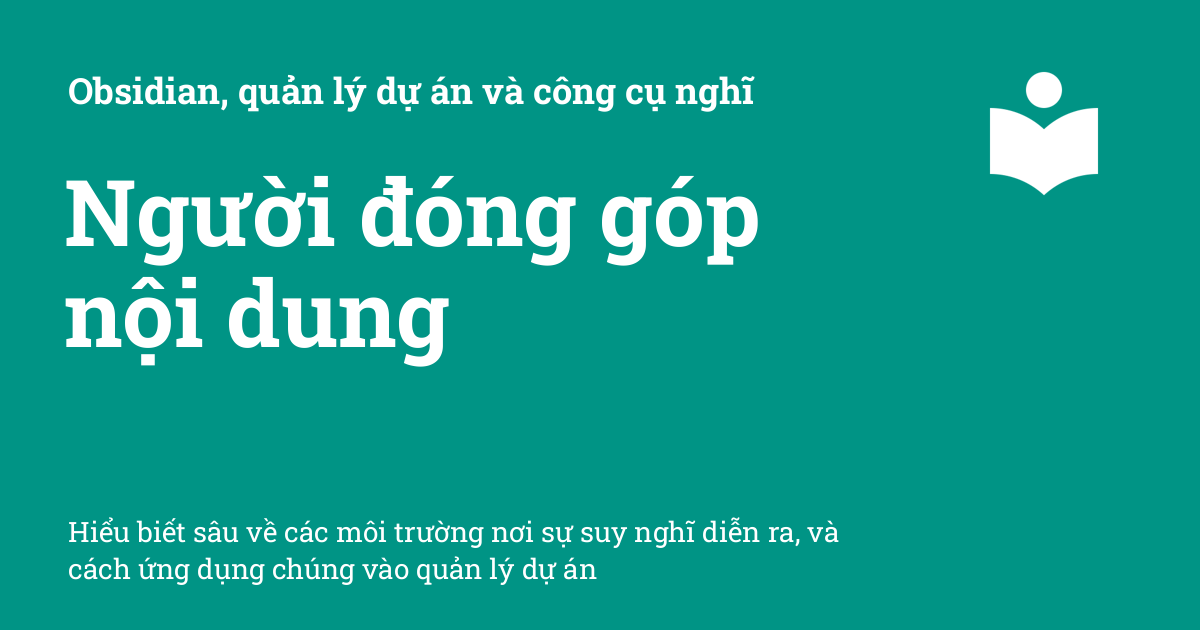 Obsidian, quản lý dự án và công cụ nghĩ
Người đóng góp
nội dung
Hiểu biết sâu về các môi trường nơi sự suy nghĩ diễn ra, và
cách ứng dụng chúng vào quản lý dự án